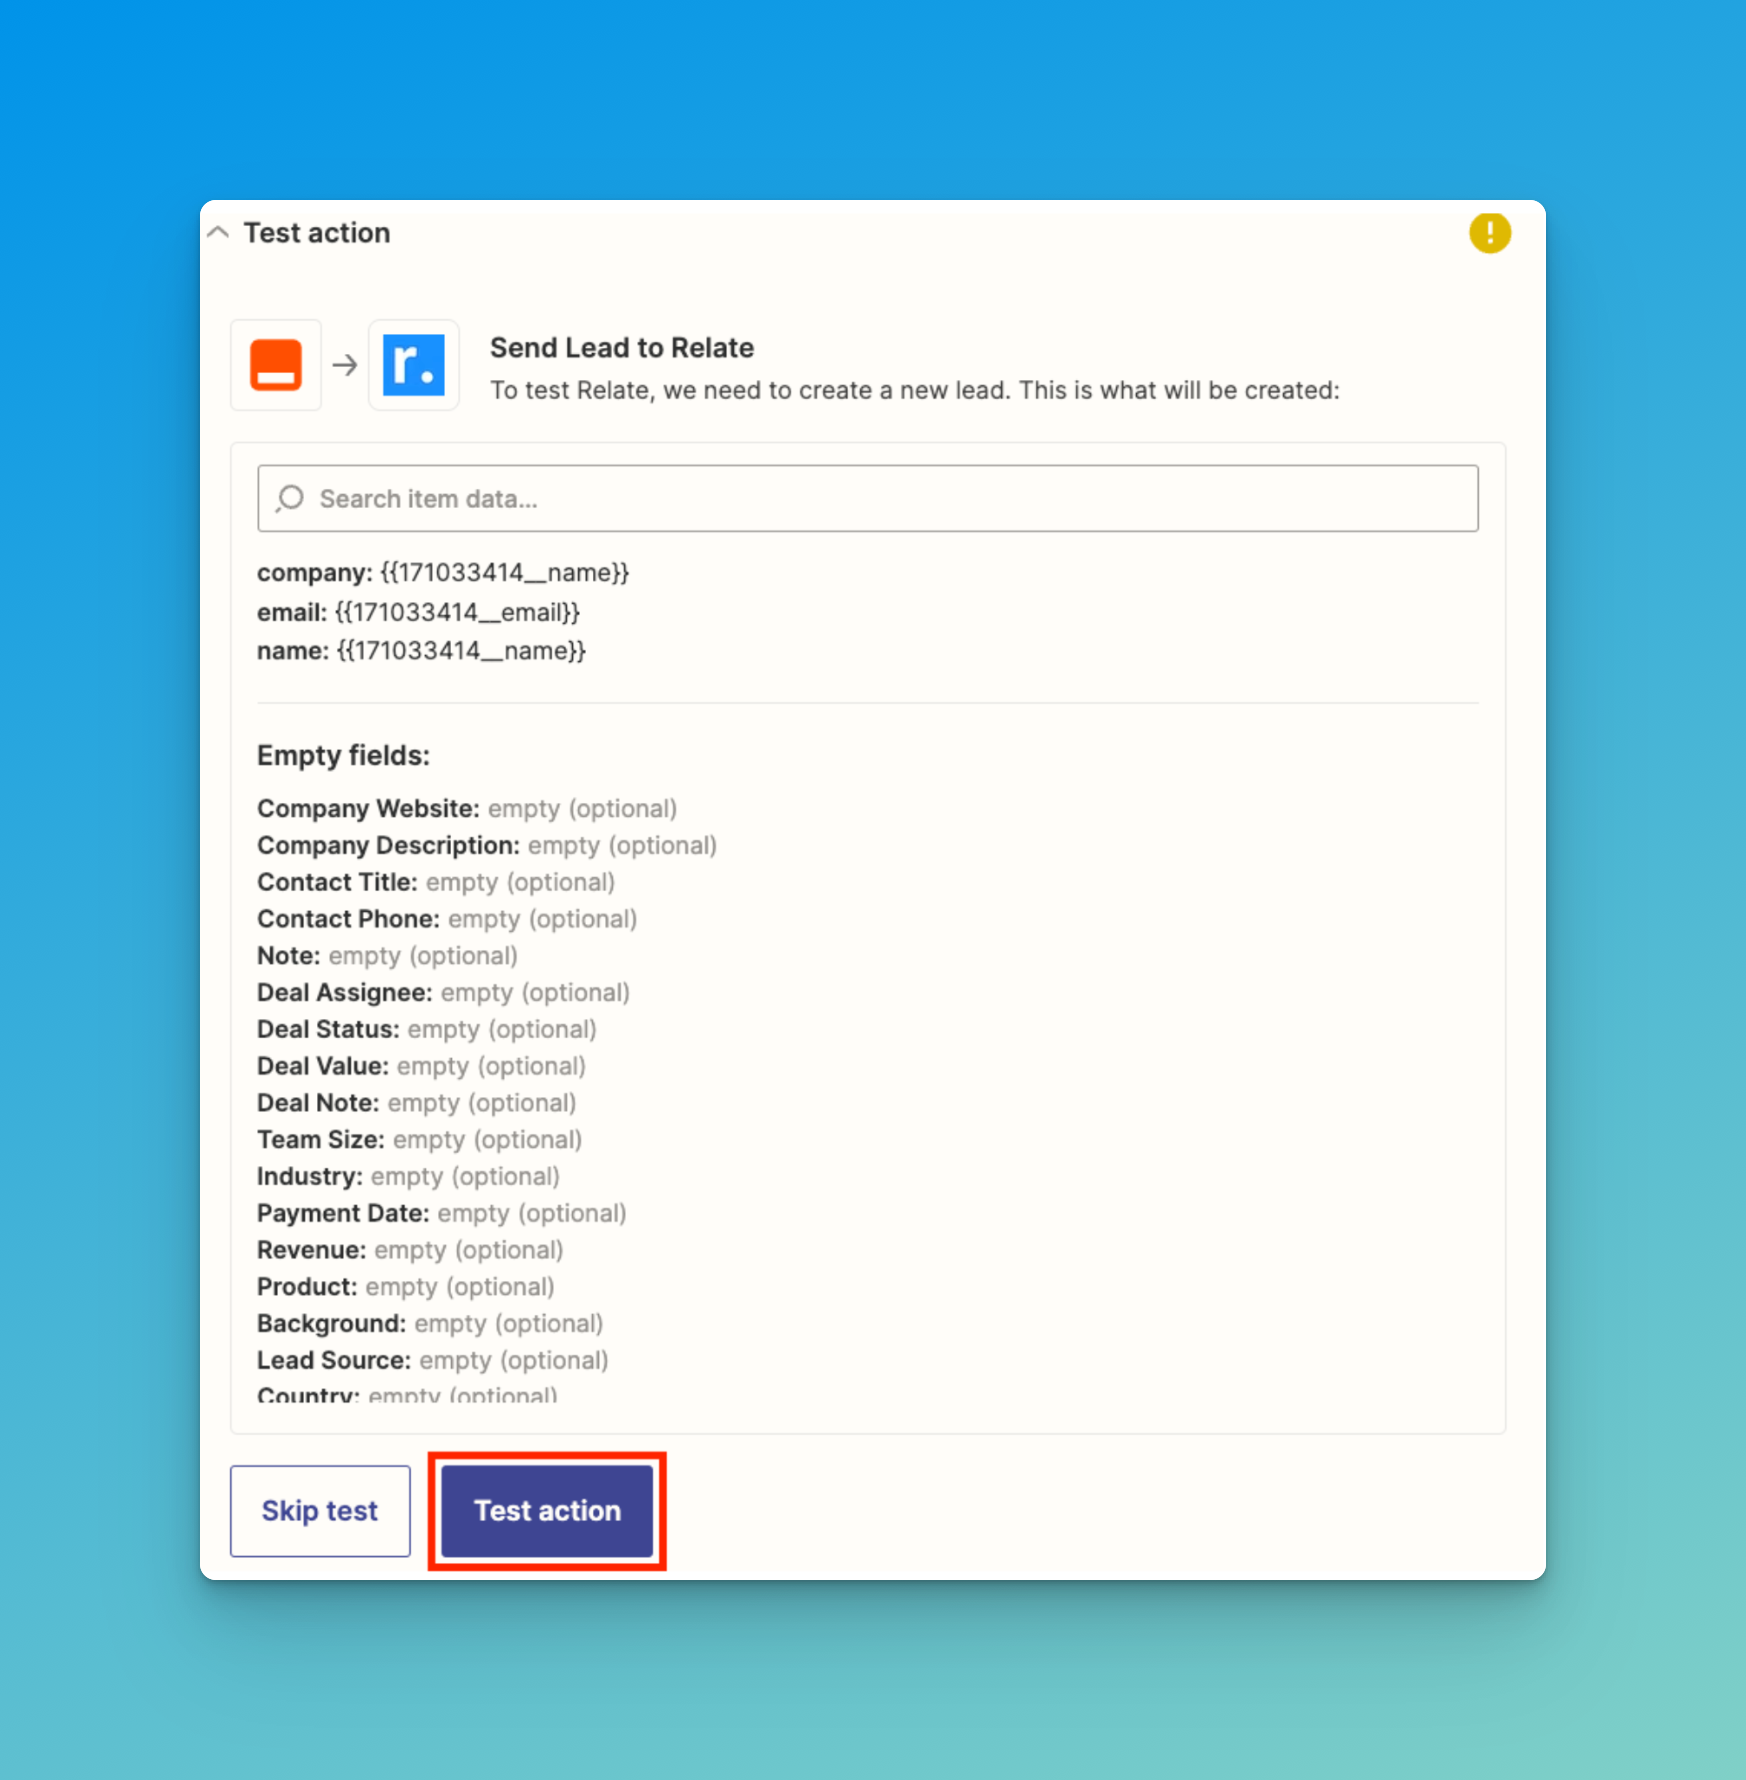 Test action
!
r.
Send Lead to Relate
To test Relate, we need to create a new lead. This is what will be created:
Search item data...
company: {{171033414__name}}
email: {{171033414__email}}
name: {{171033414__name}}
Empty fields:
Company Website: empty (optional)
Company Description: empty (optional)
Contact Title: empty (optional)
Contact Phone: empty (optional)
Note: empty (optional)
Deal Assignee: empty (optional)
Deal Status: empty (optional)
Deal Value: empty (optional)
Deal Note: empty (optional)
Team Size: empty (optional)
Industry: empty (optional)
Payment Date: empty (optional)
Revenue: empty (optional)
Product: empty (optional)
Background: empty (optional)
Lead Source: empty (optional)
Country: empty (optional)
Skip test
Test action